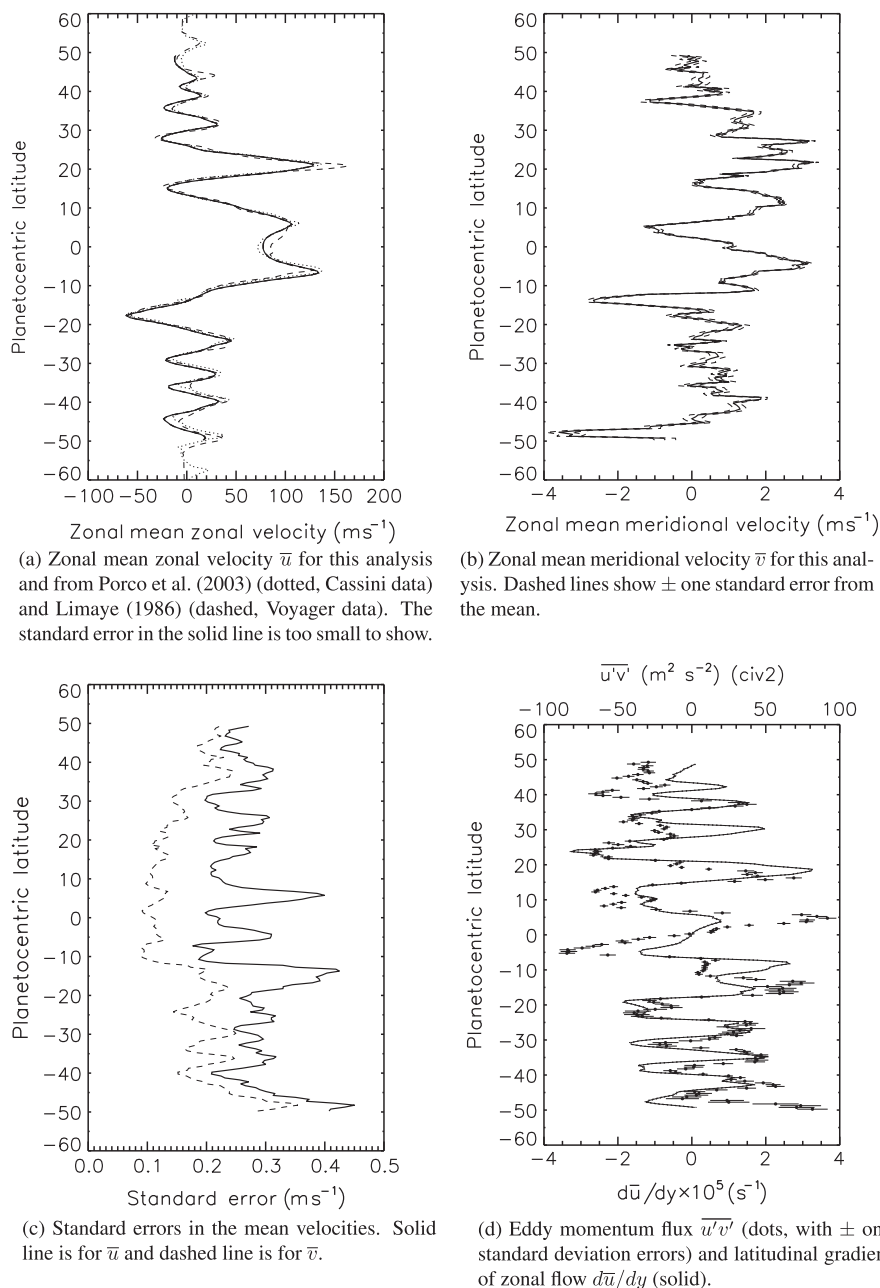 60
50
40
30
20
10
0
−10
−20
−30
−40
−50
−60
Planetocentric latitude
−100 −50 0 50 100 150 200
Zonal mean zonal velocity (ms⁻¹)
(a) Zonal mean zonal velocity u̅ for this analysis
and from Porco et al. (2003) (dotted, Cassini data)
and Limaye (1986) (dashed, Voyager data). The
standard error in the solid line is too small to show.
60
50
40
30
20
10
0
−10
−20
−30
−40
−50
−60
Planetocentric latitude
−4 −2 0 2 4
Zonal mean meridional velocity (ms⁻¹)
(b) Zonal mean meridional velocity v̅ for this anal-
ysis. Dashed lines show ± one standard error from
the mean.
60
50
40
30
20
10
0
−10
−20
−30
−40
−50
−60
Planetocentric latitude
0.0 0.1 0.2 0.3 0.4 0.5
Standard error (ms⁻¹)
(c) Standard errors in the mean velocities. Solid
line is for u̅ and dashed line is for v̅.
u'v' (m² s⁻²) (civ2)
−100 −50 0 50 100
60
50
40
30
20
10
0
−10
−20
−30
−40
−50
−60
Planetocentric latitude
−4 −2 0 2 4
du̅/dy×10⁵(s⁻¹)
(d) Eddy momentum flux u'v' (dots, with ± on
standard deviation errors) and latitudinal gradien
of zonal flow du̅/dy (solid).